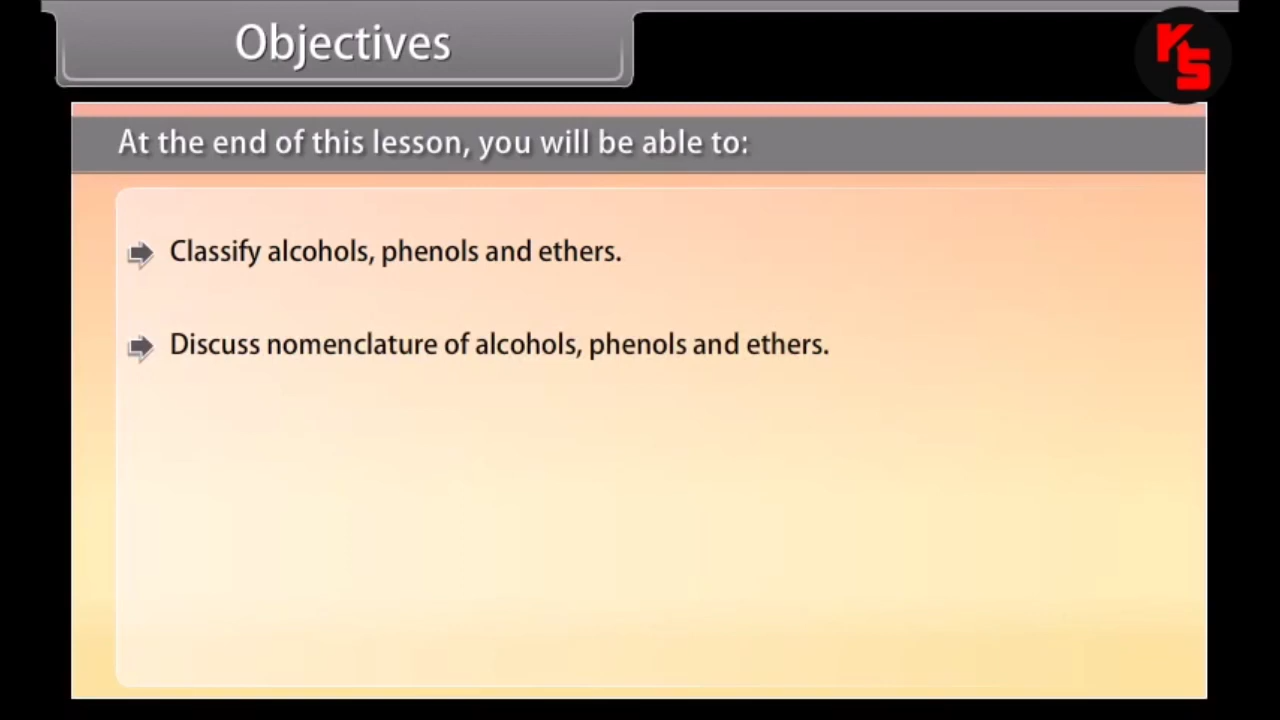 Objectives
KTS
At the end of this lesson, you will be able to:
Classify alcohols, phenols and ethers.
Discuss nomenclature of alcohols, phenols and ethers.